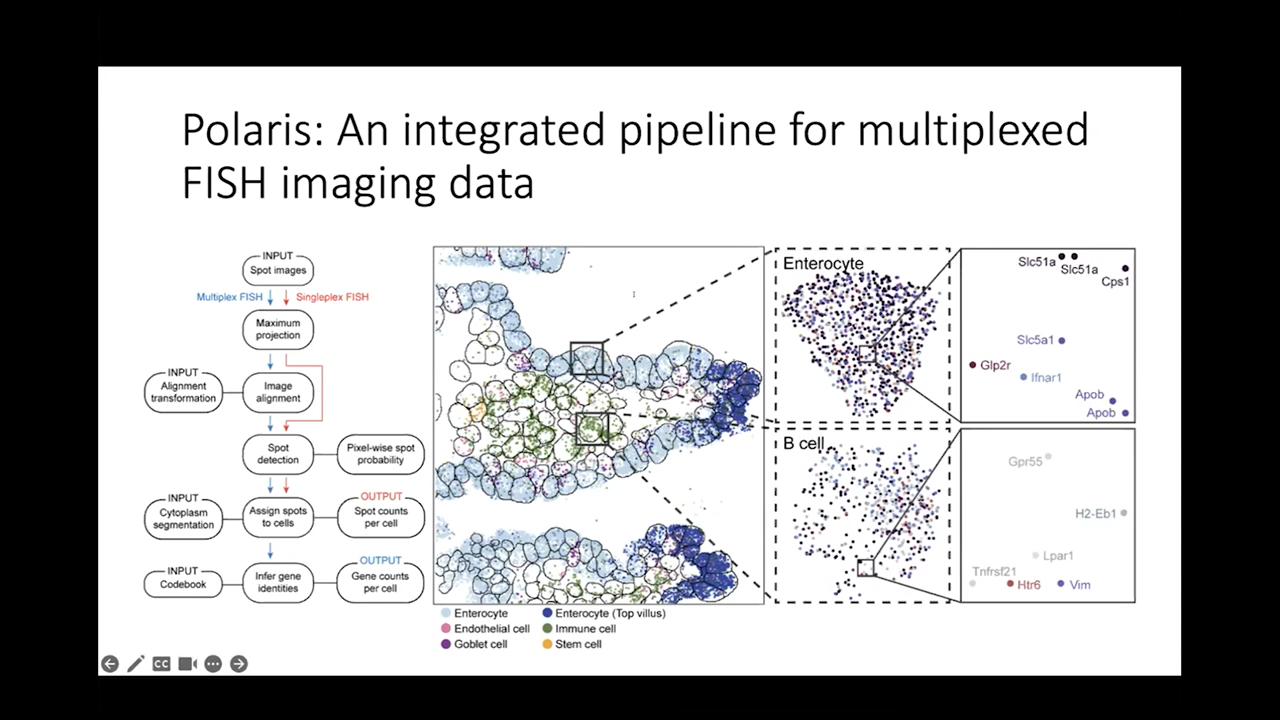 Polaris: An integrated pipeline for multiplexed
FISH imaging data
INPUT
Spot images
Multiplex FISH
Singleplex FISH
Maximum
projection
INPUT
Alignment
transformation
Image
alignment
Spot
detection
Pixel-wise spot
probability
INPUT
Cytoplasm
segmentation
Assign spots
to cells
OUTPUT
Spot counts
per cell
INPUT
Codebook
Infer gene
identities
OUTPUT
Gene counts
per cell
Enterocyte
Endothelial cell
Goblet cell
Enterocyte (Top villus)
Immune cell
Stem cell
Enterocyte
Slc51a
Slc51a
Cps1
Slc5a1
Glp2r
Ifnar1
Apob
Apob
B cell
Gpr55
H2-Eb1
Lpar1
Tnfrsf21
Htr6
Vim
CC